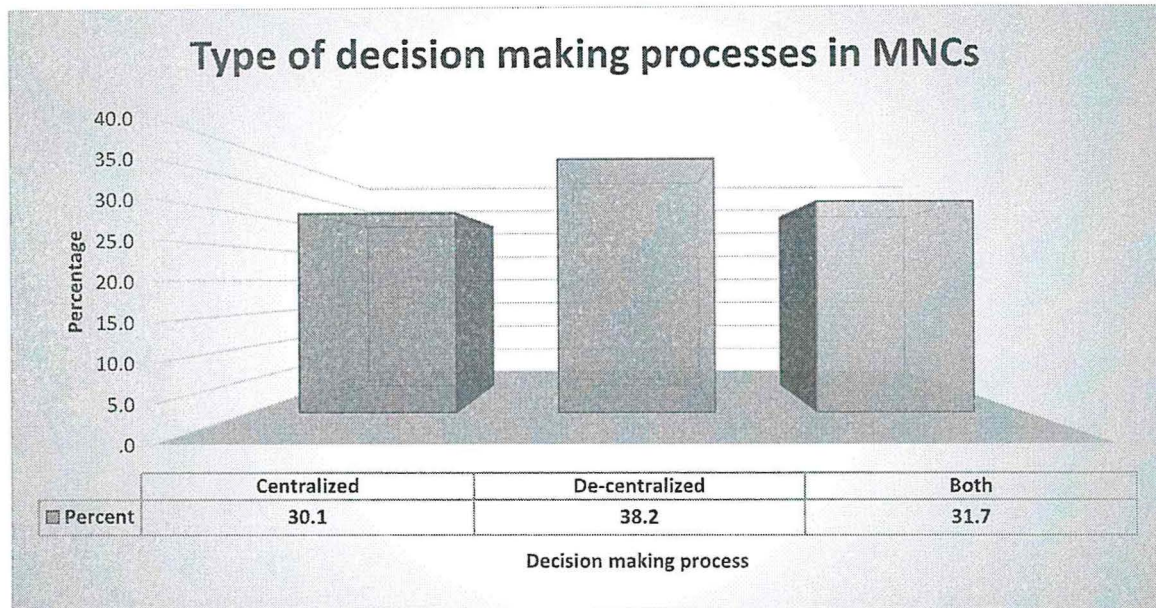 Type of decision making processes in MNCs
40.0
35.0
30.0
25.0
20.0
15.0
10.0
5.0
.0
Percentage
Centralized De-centralized Both
Percent 30.1 38.2 31.7
Decision making process